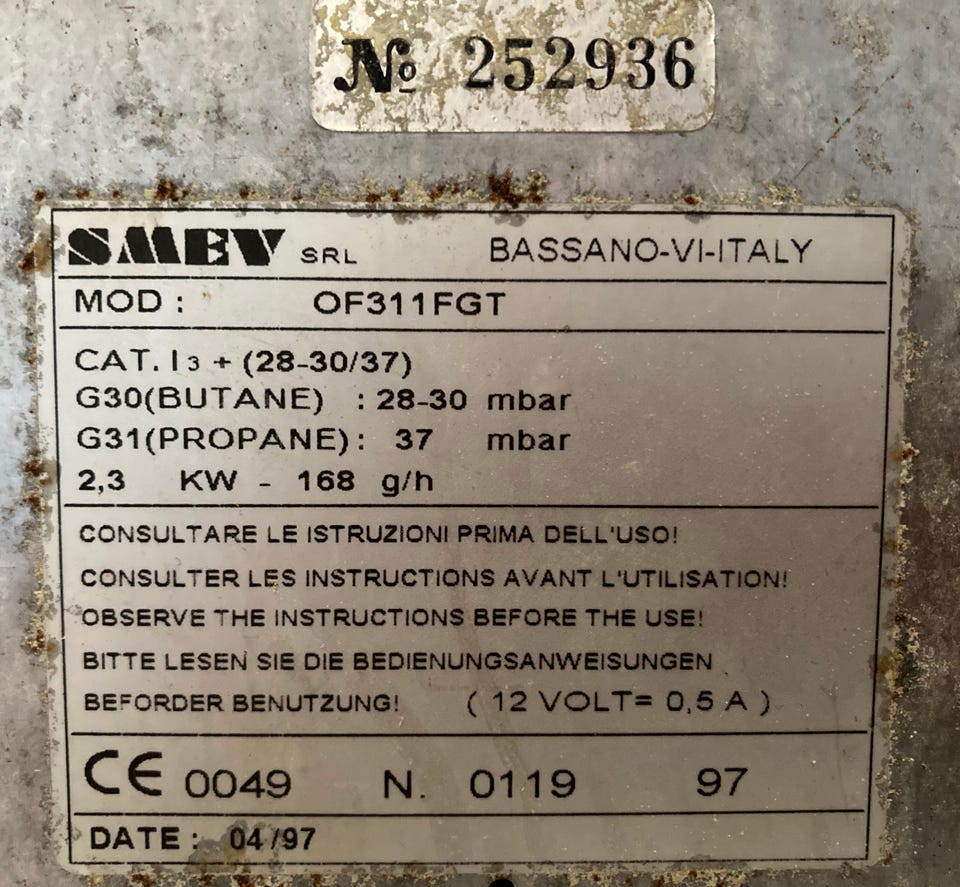 № 252936
SMEV SRL BASSANO-VI-ITALY
MOD : OF311FGT
CAT. I3 + (28-30/37)
G30(BUTANE) : 28-30 mbar
G31(PROPANE): 37 mbar
2,3 KW - 168 g/h
CONSULTARE LE ISTRUZIONI PRIMA DELL'USO!
CONSULTER LES INSTRUCTIONS AVANT L'UTILISATION!
OBSERVE THE INSTRUCTIONS BEFORE THE USE!
BITTE LESEN SIE DIE BEDIENUNGSANWEISUNGEN
BEFORDER BENUTZUNG! ( 12 VOLT= 0,5 A )
CE 0049 N. 0119 97
DATE : 04/97